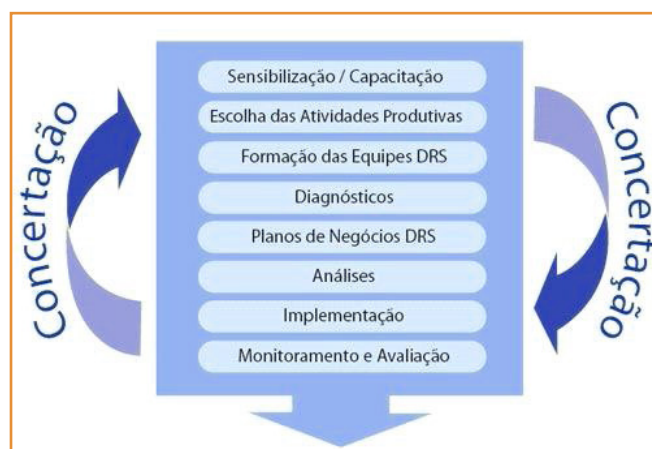 Concertação
Sensibilização / Capacitação
Escolha das Atividades Produtivas
Formação das Equipes DRS
Diagnósticos
Planos de Negócios DRS
Análises
Implementação
Monitoramento e Avaliação
Concertação